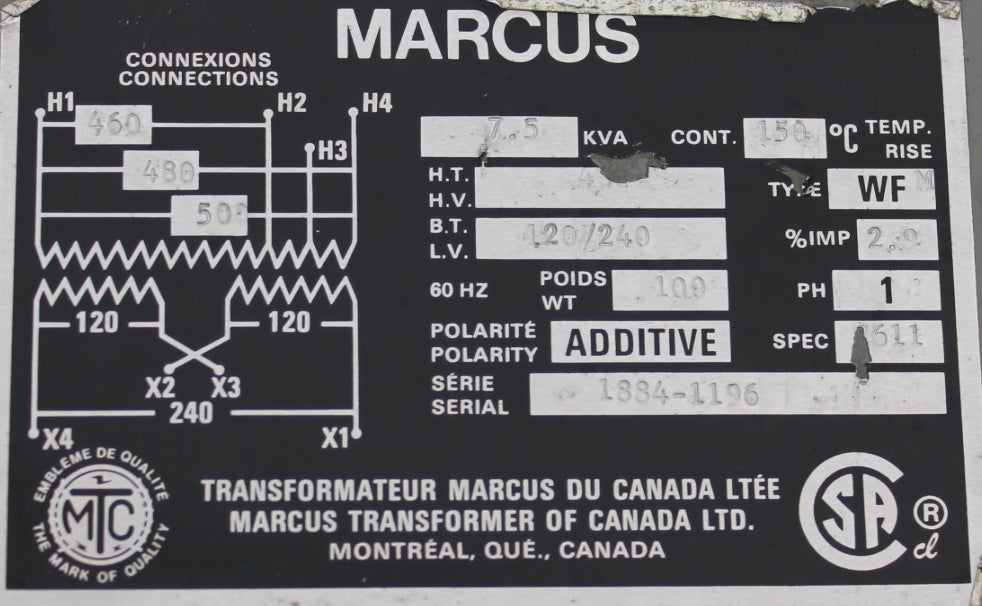 MARCUS
CONNEXIONS
CONNECTIONS
H1 H2 H4
460
H3
480
500
120 120
X2 X3
240
X4 X1
7.5 KVA CONT. 150 °C TEMP. RISE
H.T.
H.V.
TYPE WF M
B.T.
L.V. 120/240
%IMP
60 HZ POIDS
WT 100
PH 1
POLARITÉ
POLARITY ADDITIVE
SPEC
SÉRIE
SERIAL 1884-1196
EMBLÈME DE QUALITÉ
MTC
THE MARK OF QUALITY
TRANSFORMATEUR MARCUS DU CANADA LTÉE
MARCUS TRANSFORMER OF CANADA LTD.
MONTRÉAL, QUÉ., CANADA
CSA ® cl